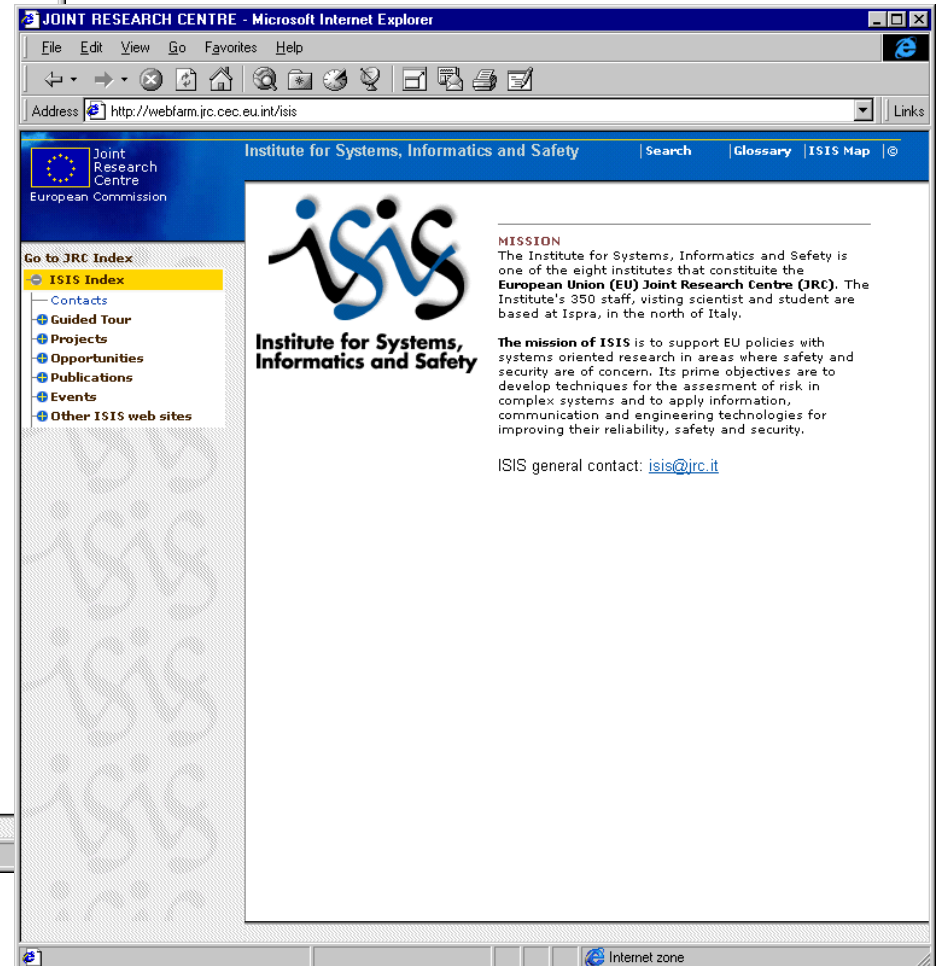 JOINT RESEARCH CENTRE - Microsoft Internet Explorer
File Edit View Go Favorites Help
Address http://webfarm.jrc.cec.eu.int/isis Links
Joint
Research
Centre
European Commission
Institute for Systems, Informatics and Safety |Search |Glossary |ISIS Map |©
Go to JRC Index
ISIS Index
Contacts
Guided Tour
Projects
Opportunities
Publications
Events
Other ISIS web sites
isis
Institute for Systems,
Informatics and Safety
MISSION
The Institute for Systems, Informatics and Sefety is
one of the eight institutes that constituite the
European Union (EU) Joint Research Centre (JRC). The
Institute's 350 staff, visting scientist and student are
based at Ispra, in the north of Italy.
The mission of ISIS is to support EU policies with
systems oriented research in areas where safety and
security are of concern. Its prime objectives are to
develop techniques for the assesment of risk in
complex systems and to apply information,
communication and engineering technologies for
improving their reliability, safety and security.
ISIS general contact: isis@jrc.it
isis
isis
isis
isis
isis
Internet zone